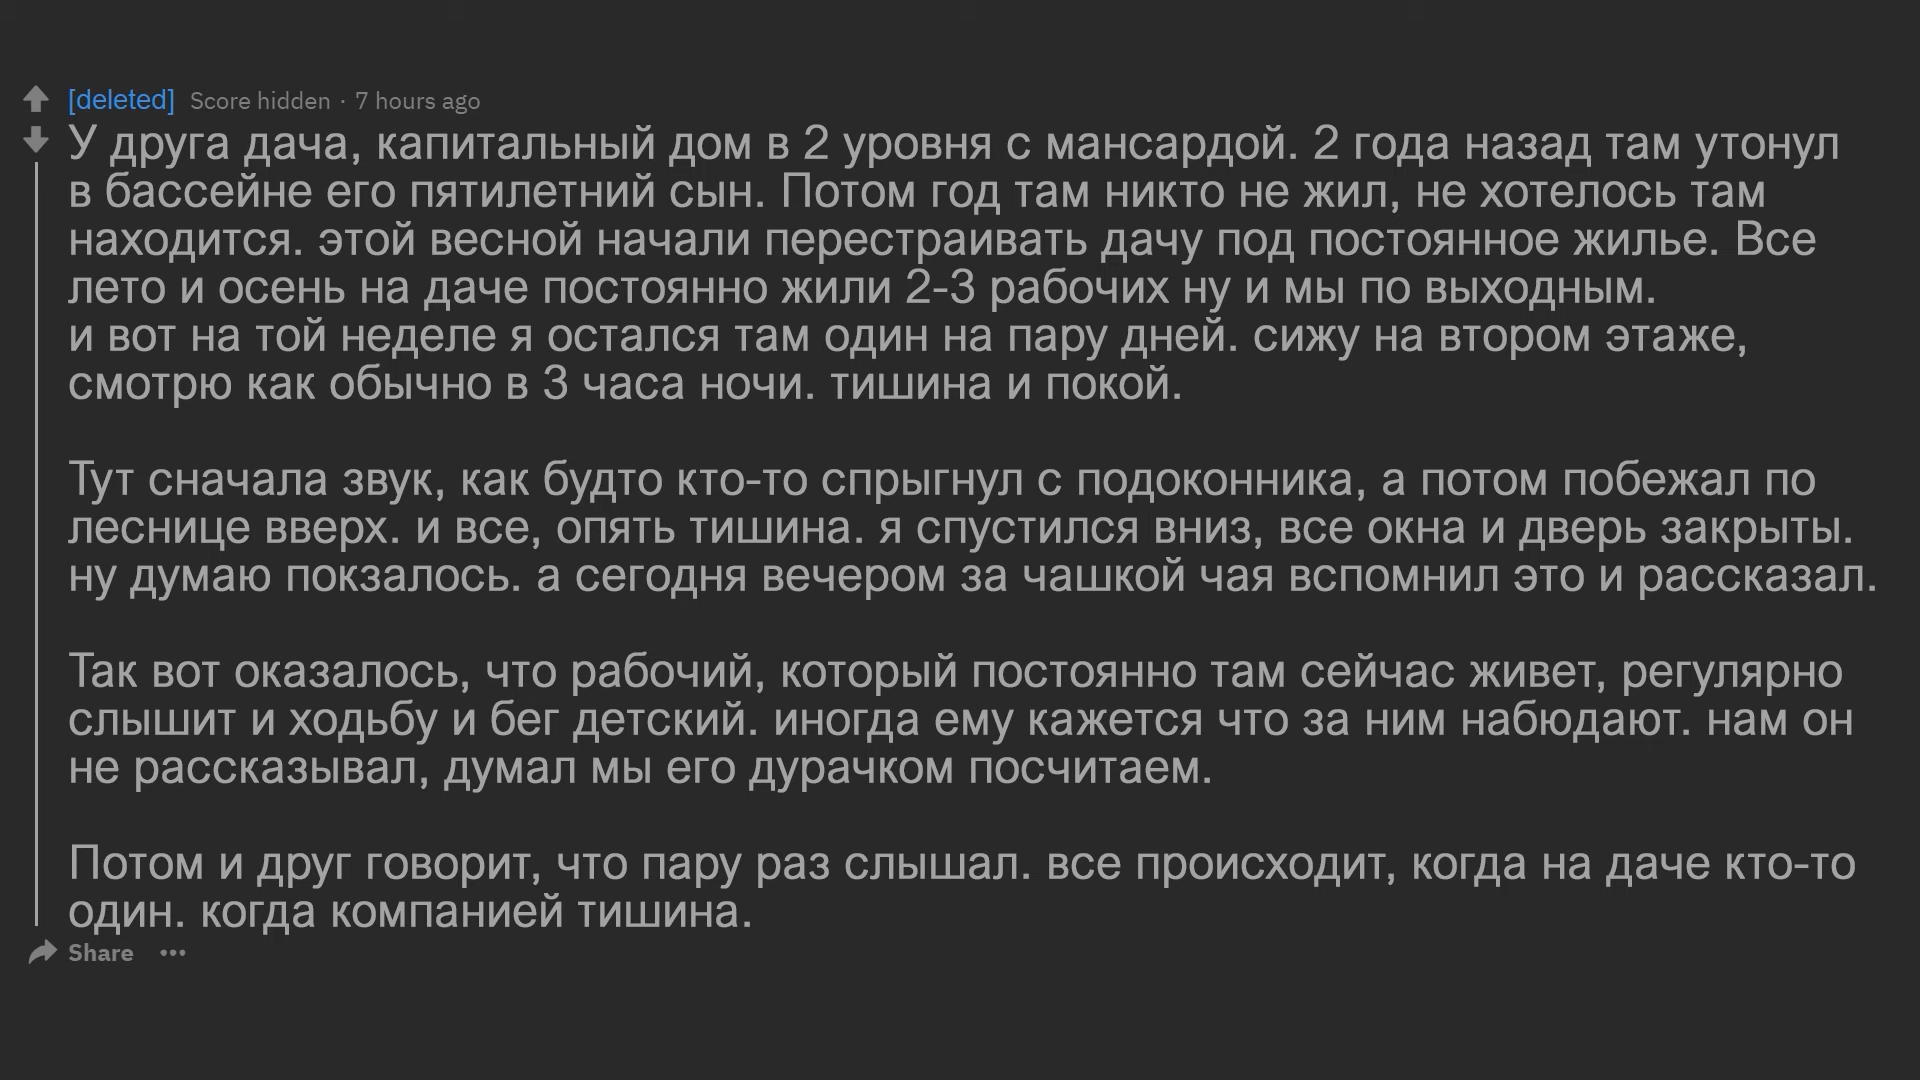 [deleted] Score hidden · 7 hours ago
У друга дача, капитальный дом в 2 уровня с мансардой. 2 года назад там утонул
в бассейне его пятилетний сын. Потом год там никто не жил, не хотелось там
находится. этой весной начали перестраивать дачу под постоянное жилье. Все
лето и осень на даче постоянно жили 2-3 рабочих ну и мы по выходным.
и вот на той неделе я остался там один на пару дней. сижу на втором этаже,
смотрю как обычно в 3 часа ночи. тишина и покой.
Тут сначала звук, как будто кто-то спрыгнул с подоконника, а потом побежал по
леснице вверх. и все, опять тишина. я спустился вниз, все окна и дверь закрыты.
ну думаю покзалось. а сегодня вечером за чашкой чая вспомнил это и рассказал.
Так вот оказалось, что рабочий, который постоянно там сейчас живет, регулярно
слышит и ходьбу и бег детский. иногда ему кажется что за ним набюдают. нам он
не рассказывал, думал мы его дурачком посчитаем.
Потом и друг говорит, что пару раз слышал. все происходит, когда на даче кто-то
один. когда компанией тишина.
Share ···